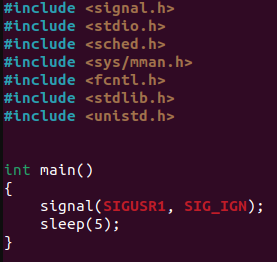 #include <signal.h>
#include <stdio.h>
#include <sched.h>
#include <sys/mman.h>
#include <fcntl.h>
#include <stdlib.h>
#include <unistd.h>
int main()
{
    signal(SIGUSR1, SIG_IGN);
    sleep(5);
}